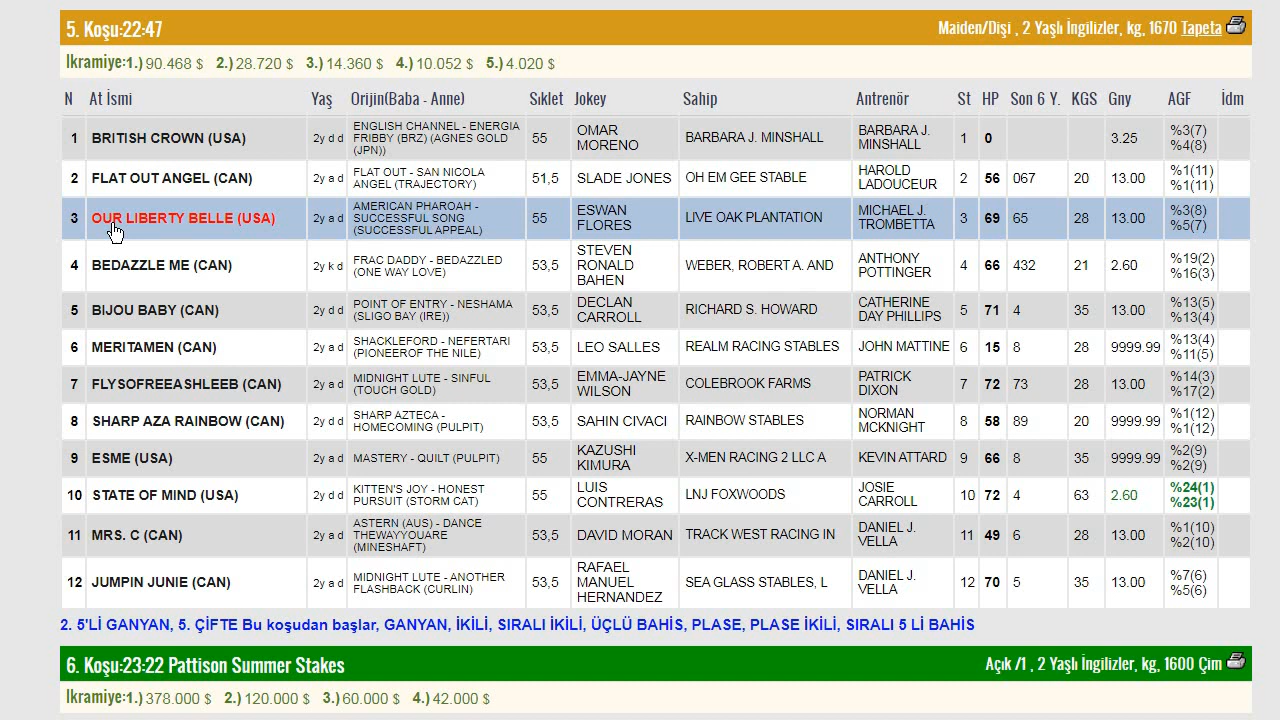 5. Koşu:22:47 Maiden/Dişi , 2 Yaşlı İngilizler, kg, 1670 Tapeta
Ikramiye:1.) 90.468 $ 2.) 28.720 $ 3.) 14.360 $ 4.) 10.052 $ 5.) 4.020 $
N At İsmi Yaş Orijin(Baba - Anne) Sıklet Jokey Sahip Antrenör St HP Son 6 Y. KGS Gny AGF İdm
1 BRITISH CROWN (USA) 2y d d ENGLISH CHANNEL - ENERGIA FRIBBY (BRZ) (AGNES GOLD (JPN)) 55 OMAR MORENO BARBARA J. MINSHALL BARBARA J. MINSHALL 1 0 3.25 %3(7) %4(8)
2 FLAT OUT ANGEL (CAN) 2y a d FLAT OUT - SAN NICOLA ANGEL (TRAJECTORY) 51,5 SLADE JONES OH EM GEE STABLE HAROLD LADOUCEUR 2 56 067 20 13.00 %1(11) %1(11)
3 OUR LIBERTY BELLE (USA) 2y a d AMERICAN PHAROAH - SUCCESSFUL SONG (SUCCESSFUL APPEAL) 55 ESWAN FLORES LIVE OAK PLANTATION MICHAEL J. TROMBETTA 3 69 65 28 13.00 %3(8) %5(7)
4 BEDAZZLE ME (CAN) 2y k d FRAC DADDY - BEDAZZLED (ONE WAY LOVE) 53,5 STEVEN RONALD BAHEN WEBER, ROBERT A. AND ANTHONY POTTINGER 4 66 432 21 2.60 %19(2) %16(3)
5 BIJOU BABY (CAN) 2y d d POINT OF ENTRY - NESHAMA (SLIGO BAY (IRE)) 53,5 DECLAN CARROLL RICHARD S. HOWARD CATHERINE DAY PHILLIPS 5 71 4 35 13.00 %13(5) %13(4)
6 MERITAMEN (CAN) 2y a d SHACKLEFORD - NEFERTARI (PIONEEROF THE NILE) 53,5 LEO SALLES REALM RACING STABLES JOHN MATTINE 6 15 8 28 9999.99 %13(4) %11(5)
7 FLYSOFREEASHLEEB (CAN) 2y a d MIDNIGHT LUTE - SINFUL (TOUCH GOLD) 53,5 EMMA-JAYNE WILSON COLEBROOK FARMS PATRICK DIXON 7 72 73 28 13.00 %14(3) %17(2)
8 SHARP AZA RAINBOW (CAN) 2y d d SHARP AZTECA - HOMECOMING (PULPIT) 53,5 SAHIN CIVACI RAINBOW STABLES NORMAN MCKNIGHT 8 58 89 20 9999.99 %1(12) %1(12)
9 ESME (USA) 2y a d MASTERY - QUILT (PULPIT) 55 KAZUSHI KIMURA X-MEN RACING 2 LLC A KEVIN ATTARD 9 66 8 35 9999.99 %2(9) %2(9)
10 STATE OF MIND (USA) 2y d d KITTEN'S JOY - HONEST PURSUIT (STORM CAT) 55 LUIS CONTRERAS LNJ FOXWOODS JOSIE CARROLL 10 72 4 63 2.60 %24(1) %23(1)
11 MRS. C (CAN) 2y a d ASTERN (AUS) - DANCE THEWAYYOUARE (MINESHAFT) 53,5 DAVID MORAN TRACK WEST RACING IN DANIEL J. VELLA 11 49 6 28 13.00 %1(10) %2(10)
12 JUMPIN JUNIE (CAN) 2y a d MIDNIGHT LUTE - ANOTHER FLASHBACK (CURLIN) 53,5 RAFAEL MANUEL HERNANDEZ SEA GLASS STABLES, L DANIEL J. VELLA 12 70 5 35 13.00 %7(6) %5(6)
2. 5'Lİ GANYAN, 5. ÇİFTE Bu koşudan başlar, GANYAN, İKİLİ, SIRALI İKİLİ, ÜÇLÜ BAHİS, PLASE, PLASE İKİLİ, SIRALI 5 Lİ BAHİS
6. Koşu:23:22 Pattison Summer Stakes Açık /1 , 2 Yaşlı İngilizler, kg, 1600 Çim
Ikramiye:1.) 378.000 $ 2.) 120.000 $ 3.) 60.000 $ 4.) 42.000 $